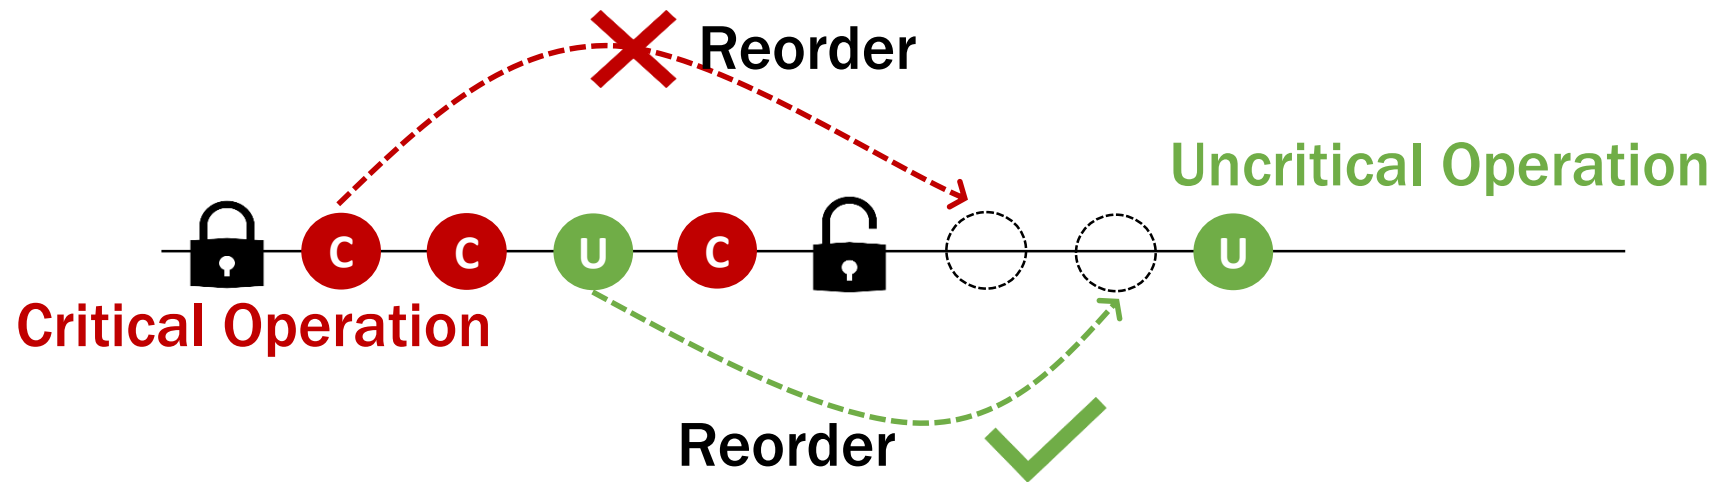 Reorder
Uncritical Operation
C C U C U
Critical Operation
Reorder